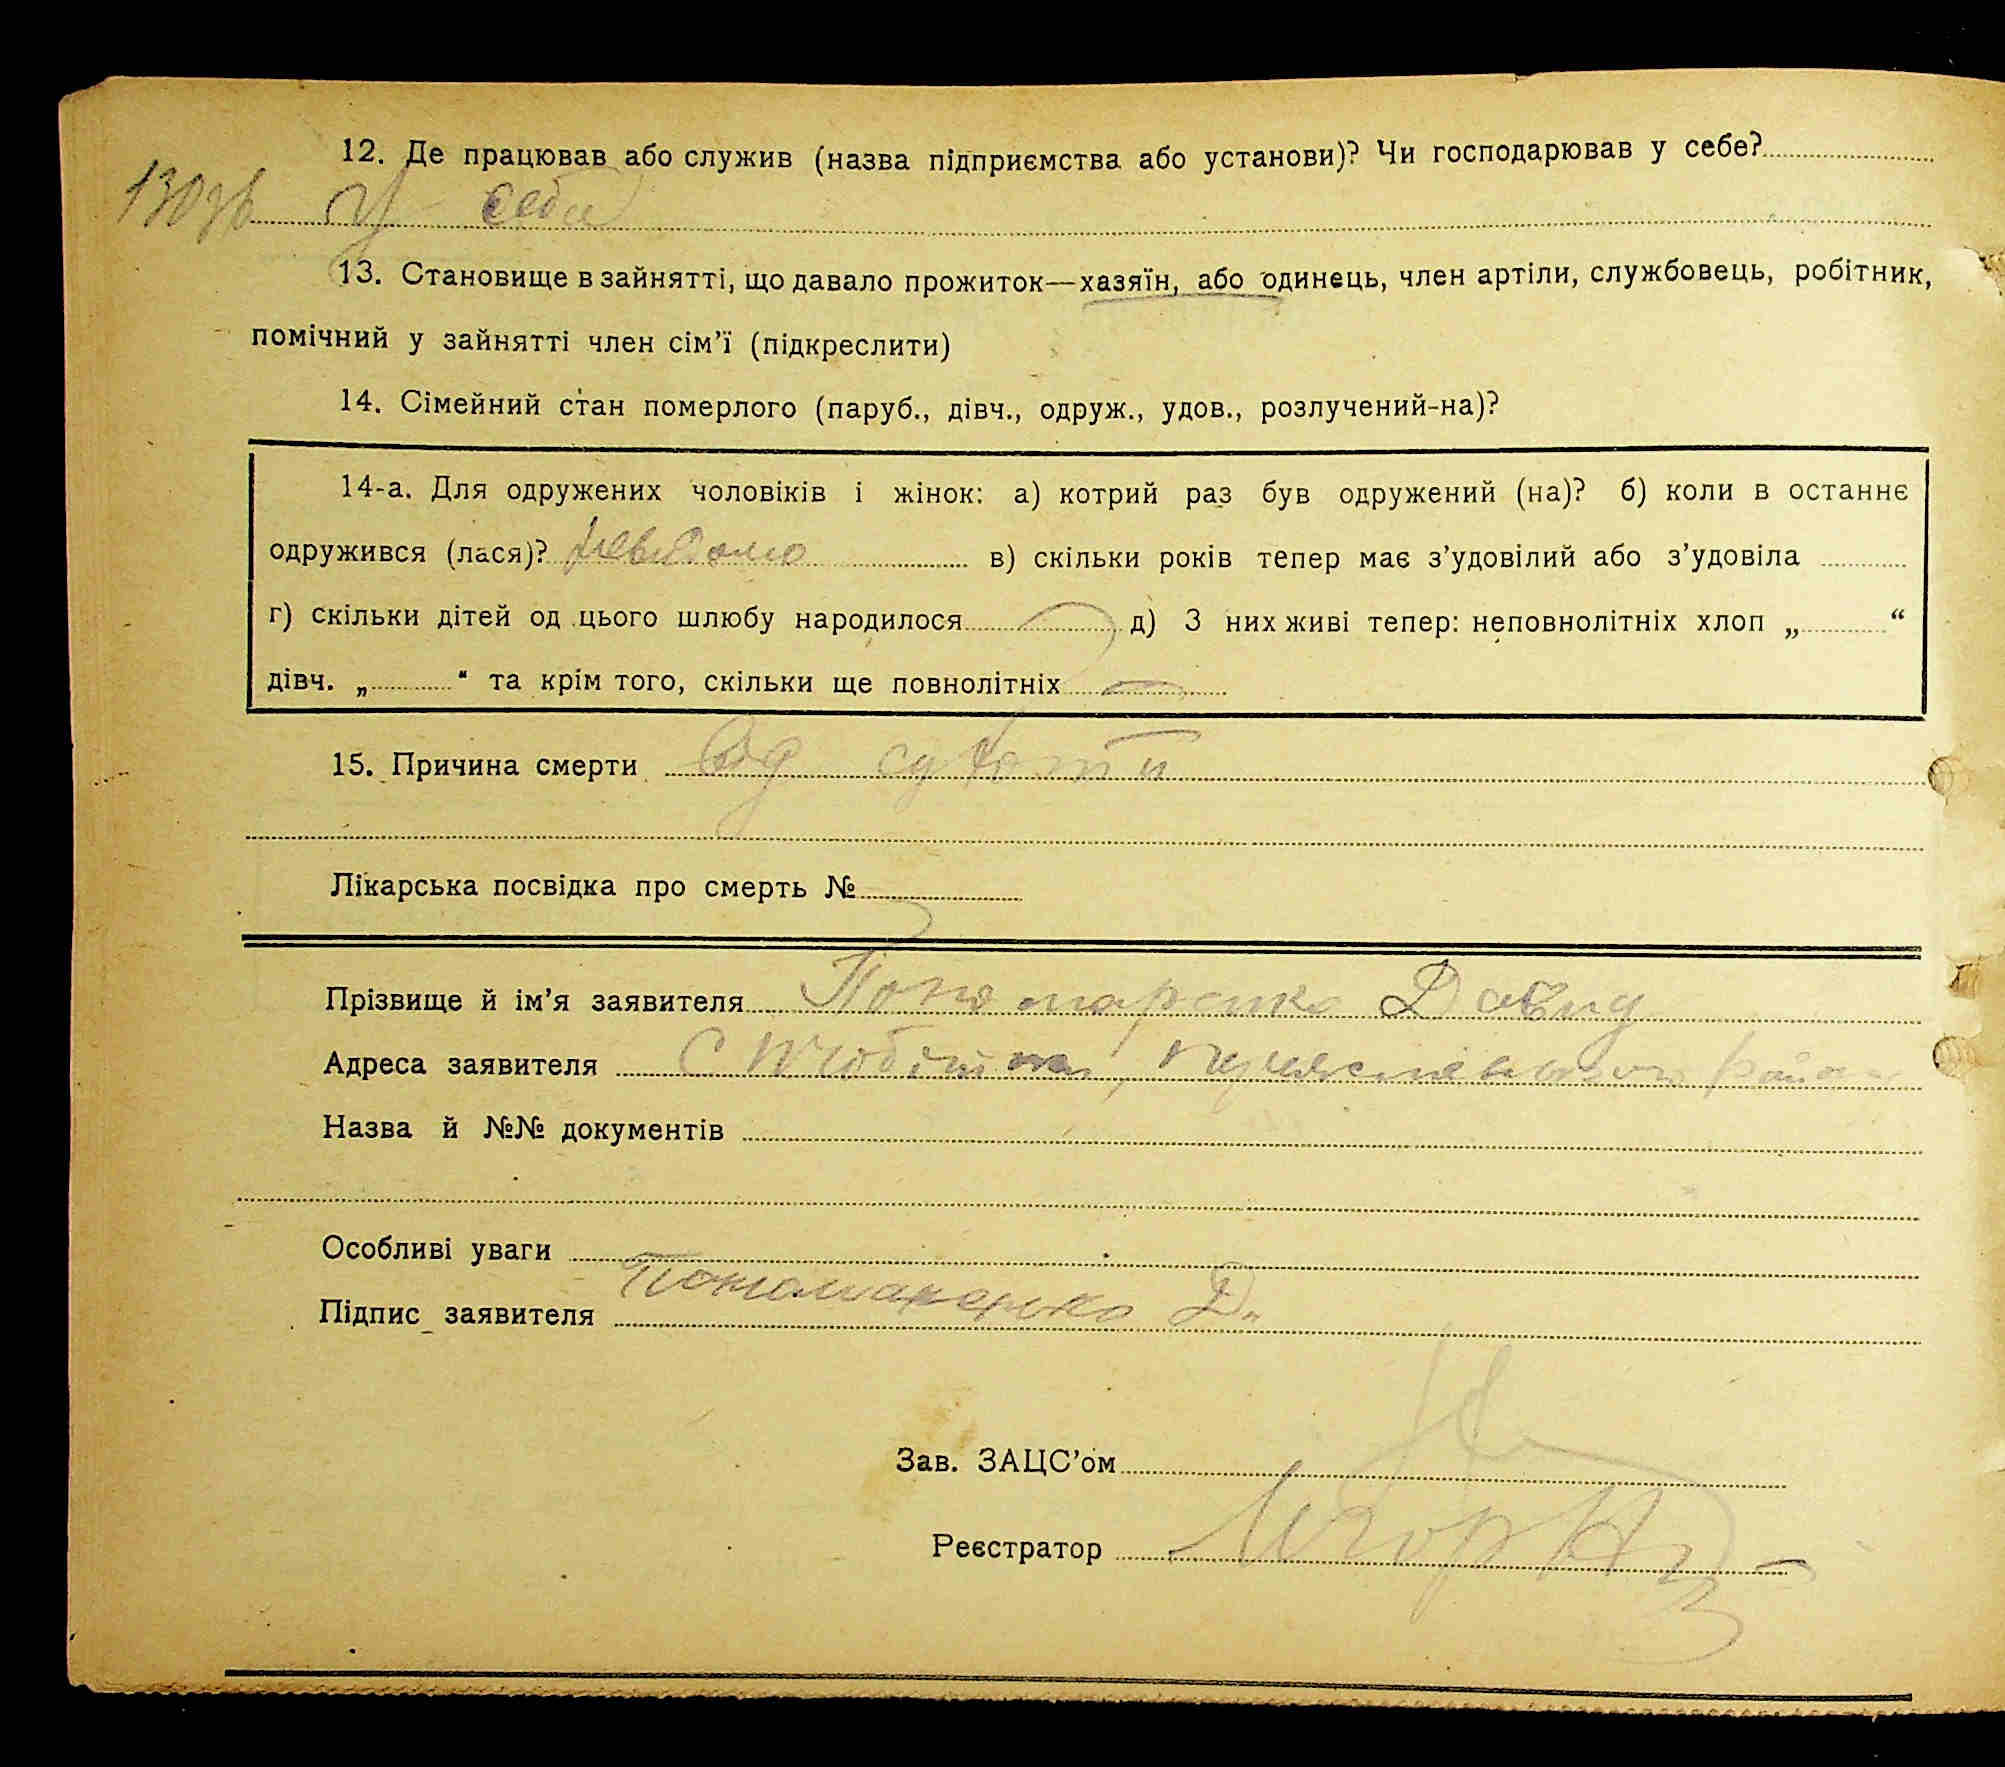 12. Де працював або служив (назва підприємства або установи)? Чи господарював у себе?
у себе
13. Становище в зайнятті, що давало прожиток—хазяїн, або одинець, член артіли, службовець, робітник,
помічний у зайнятті член сім’ї (підкреслити)
14. Сімейний стан померлого (паруб., дівч., одруж., удов., розлучений-на)?
14-а. Для одружених чоловіків і жінок: а) котрий раз був одружений (на)? б) коли в останнє
одружився (лася)? невидомо в) скільки років тепер має з’удовілий або з’удовіла
г) скільки дітей од цього шлюбу народилося д) З них живі тепер: неповнолітніх хлоп „ “
дівч. „ “ та крім того, скільки ще повнолітніх
15. Причина смерти од
Лікарська посвідка про смерть №
Прізвище й ім’я заявителя Пономаренко Давид
Адреса заявителя С
Назва й №№ документів
Особливі уваги
Підпис заявителя Пономаренко Д.
Зав. ЗАЦС’ом
Реєстратор